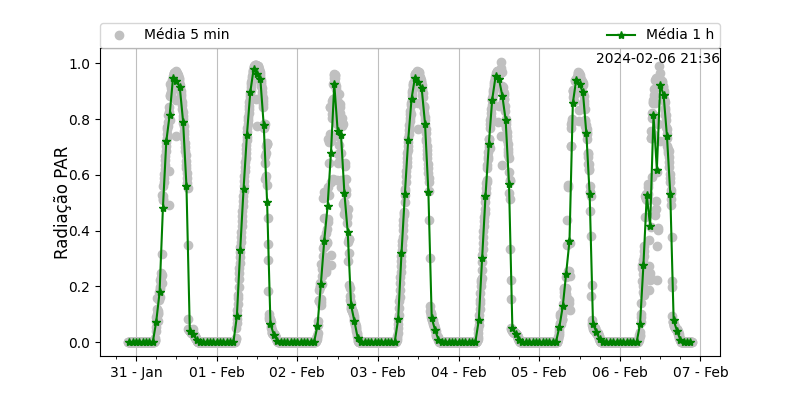 Média 5 min
Média 1 h
2024-02-06 21:36
Radiação PAR
1.0
0.8
0.6
0.4
0.2
0.0
31 - Jan
01 - Feb
02 - Feb
03 - Feb
04 - Feb
05 - Feb
06 - Feb
07 - Feb